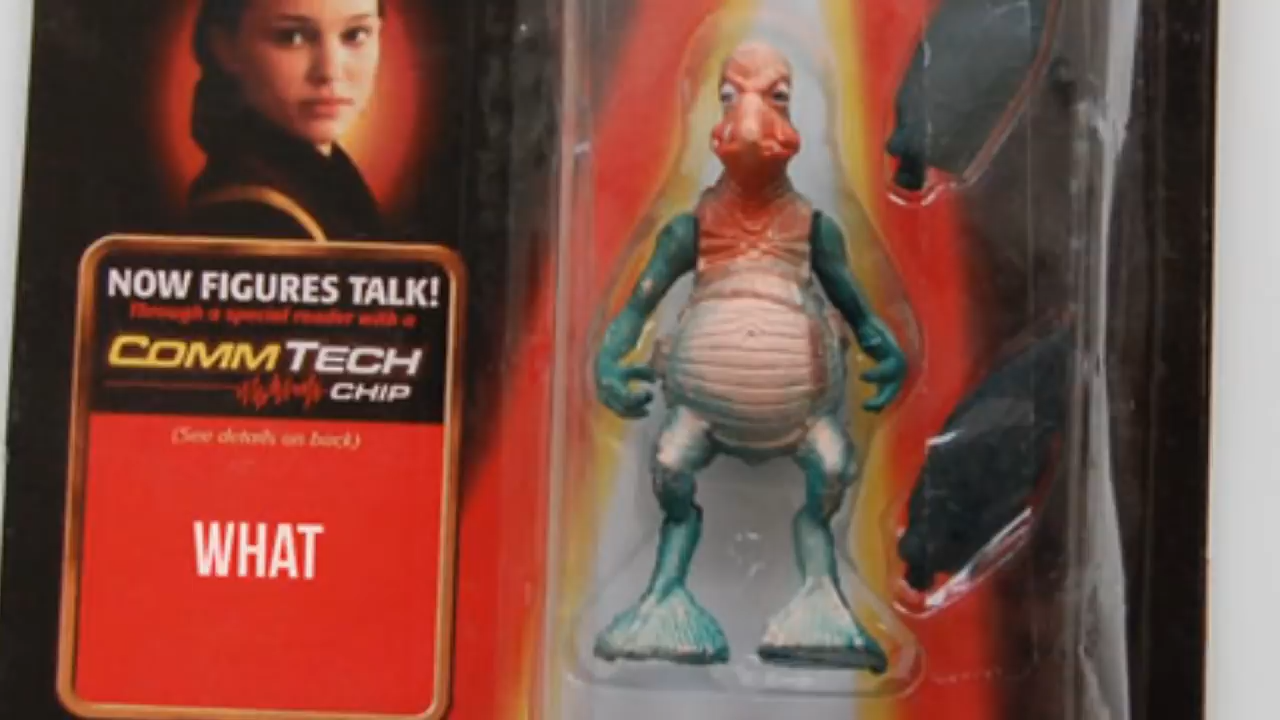 NOW FIGURES TALK!
Through a special reader with a
COMMTECH
CHIP
(See details on back)
WHAT